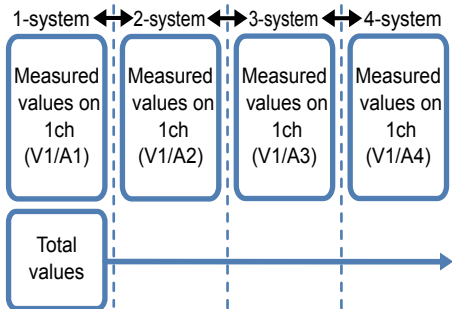 1-system 2-system 3-system 4-system
Measured
values on
1ch
(V1/A1)
Measured
values on
1ch
(V1/A2)
Measured
values on
1ch
(V1/A3)
Measured
values on
1ch
(V1/A4)
Total
values